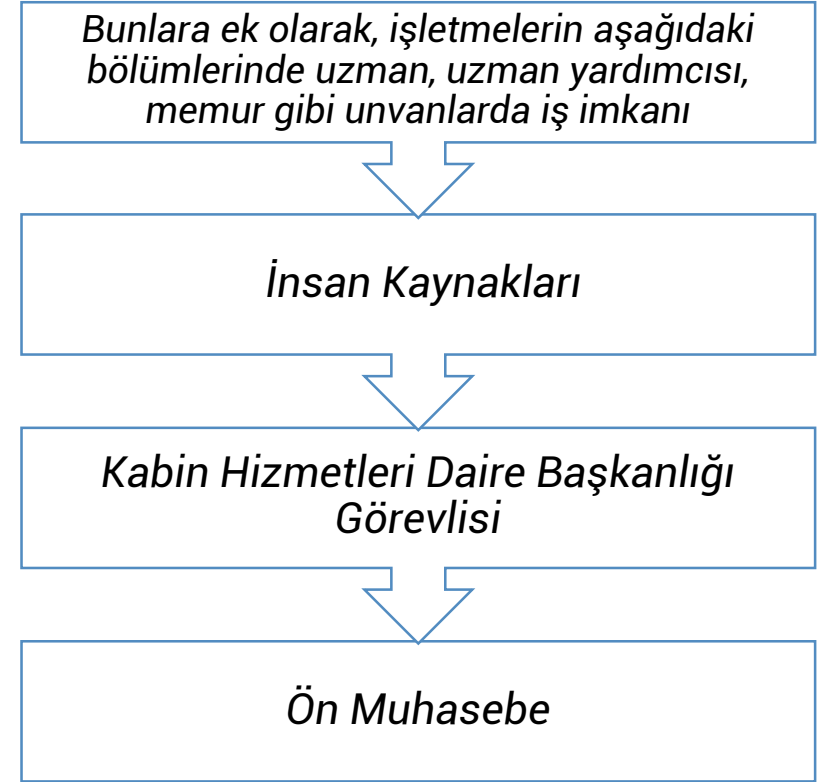 Bunlara ek olarak, işletmelerin aşağıdaki
bölümlerinde uzman, uzman yardımcısı,
memur gibi unvanlarda iş imkanı
İnsan Kaynakları
Kabin Hizmetleri Daire Başkanlığı
Görevlisi
Ön Muhasebe